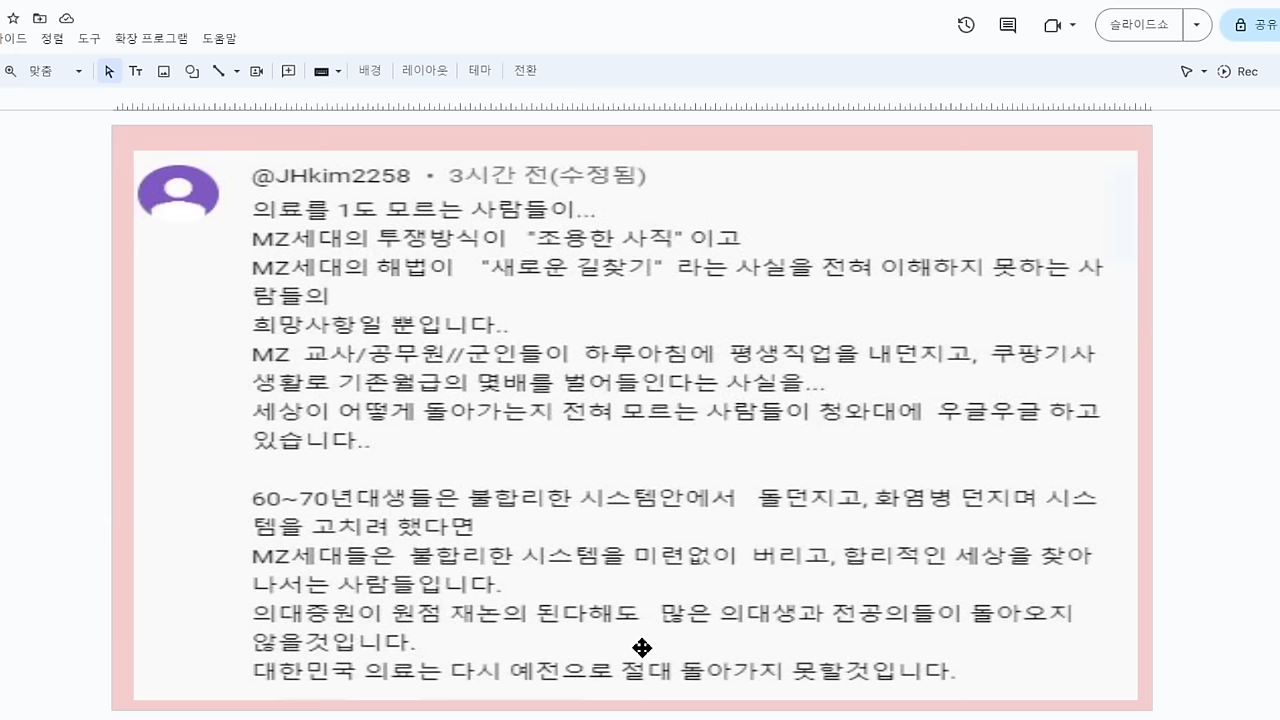 이드 정렬 도구 확장 프로그램 도움말
슬라이드쇼 공유
맞춤 Tт 배경 레이아웃 테마 전환 Rec
@JHkim2258 • 3시간 전(수정됨)
의료를 1도 모르는 사람들이...
MZ세대의 투쟁방식이 "조용한 사직" 이고
MZ세대의 해법이 "새로운 길찾기" 라는 사실을 전혀 이해하지 못하는 사
람들의
희망사항일 뿐입니다..
MZ 교사/공무원//군인들이 하루아침에 평생직업을 내던지고, 쿠팡기사
생활로 기존월급의 몇배를 벌어들인다는 사실을...
세상이 어떻게 돌아가는지 전혀 모르는 사람들이 청와대에 우글우글 하고
있습니다..
60~70년대생들은 불합리한 시스템안에서 돌던지고, 화염병 던지며 시스
템을 고치려 했다면
MZ세대들은 불합리한 시스템을 미련없이 버리고, 합리적인 세상을 찾아
나서는 사람들입니다.
의대증원이 원점 재논의 된다해도 많은 의대생과 전공의들이 돌아오지
않을것입니다.
대한민국 의료는 다시 예전으로 절대 돌아가지 못할것입니다.